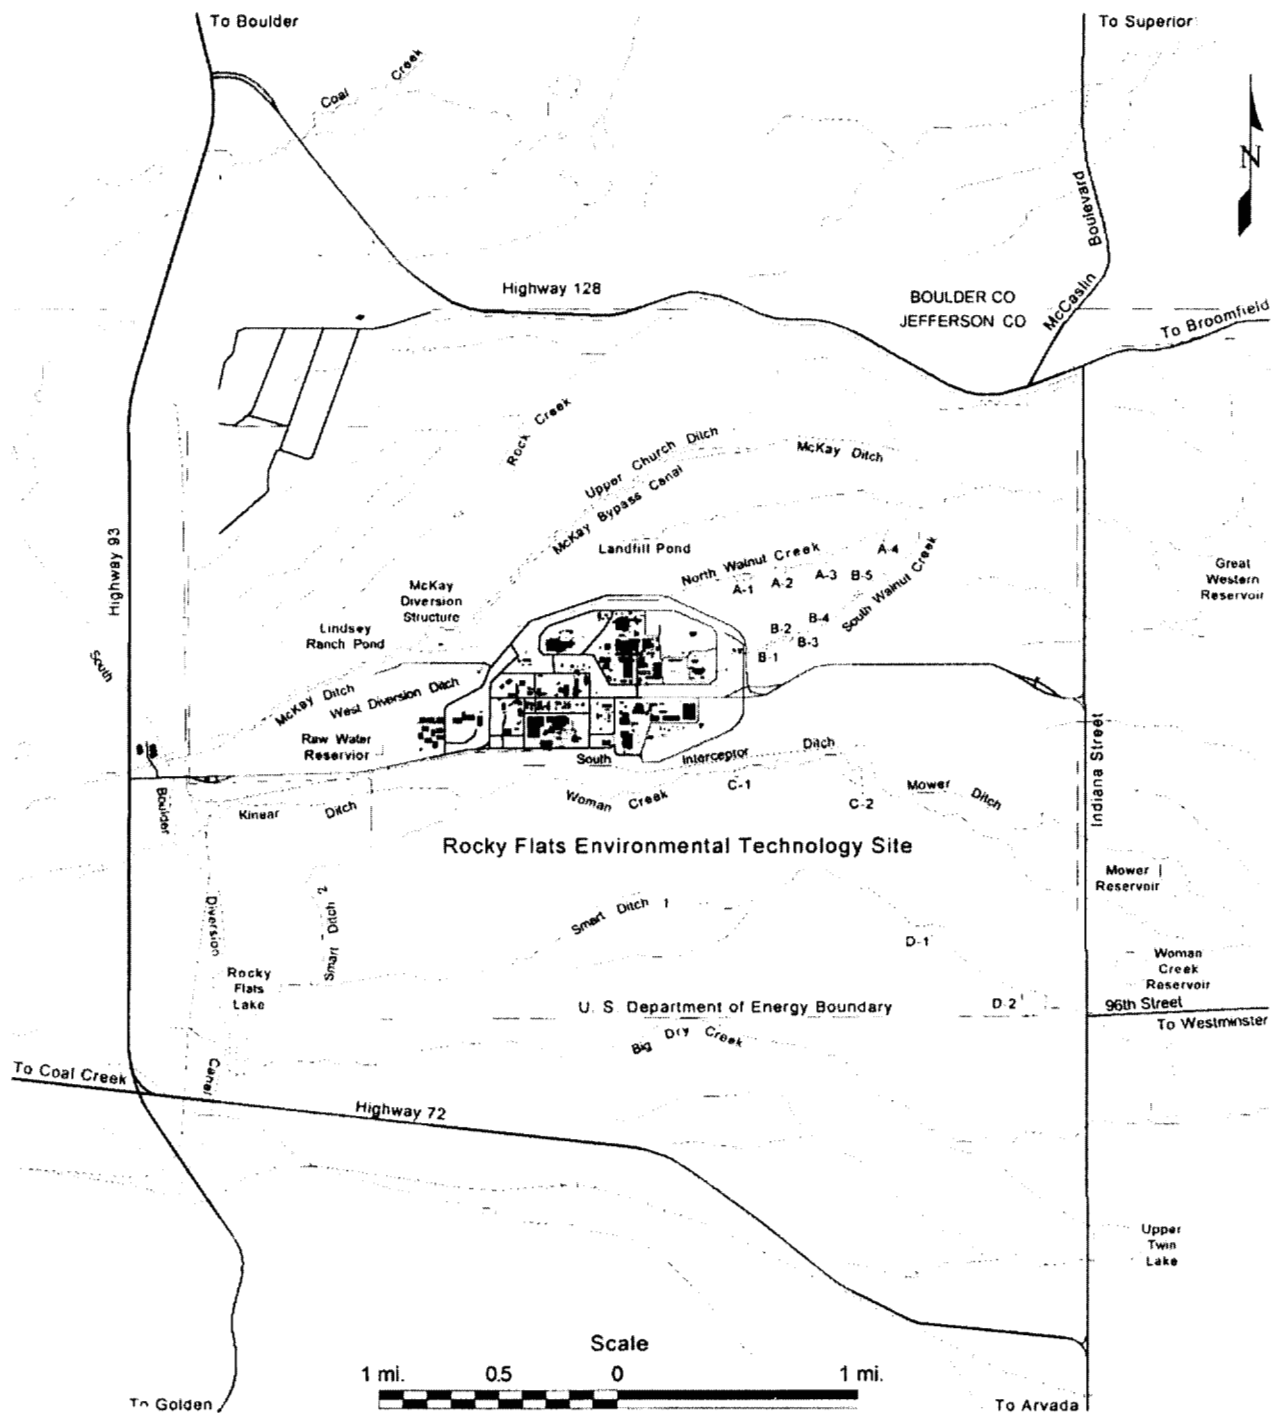 To Boulder
To Superior
Coal Creek
N
McCaslin Boulevard
Highway 128
BOULDER CO
JEFFERSON CO
To Broomfield
Rock Creek
Upper Church Ditch
McKay Ditch
McKay Bypass Canal
Highway 93
Landfill Pond
North Walnut Creek
A-4
A-3
B-5
A-2
A-1
South Walnut Creek
Great
Western
Reservoir
McKay
Diversion
Structure
Lindsey
Ranch Pond
B-4
B-2
B-3
B-1
South
McKay Ditch
West Diversion Ditch
Raw Water
Reservior
South Interceptor Ditch
Indiana Street
Boulder
Kinear Ditch
Woman Creek
C-1
C-2
Mower Ditch
Rocky Flats Environmental Technology Site
Mower
Reservoir
Smart Ditch 2
Smart Ditch 1
Diversion
D-1
Rocky
Flats
Lake
Woman
Creek
Reservoir
U. S. Department of Energy Boundary
D-2
96th Street
To Westminster
Big Dry Creek
To Coal Creek
Canal
Highway 72
Upper
Twin
Lake
Scale
1 mi. 0.5 0 1 mi.
To Golden
To Arvada